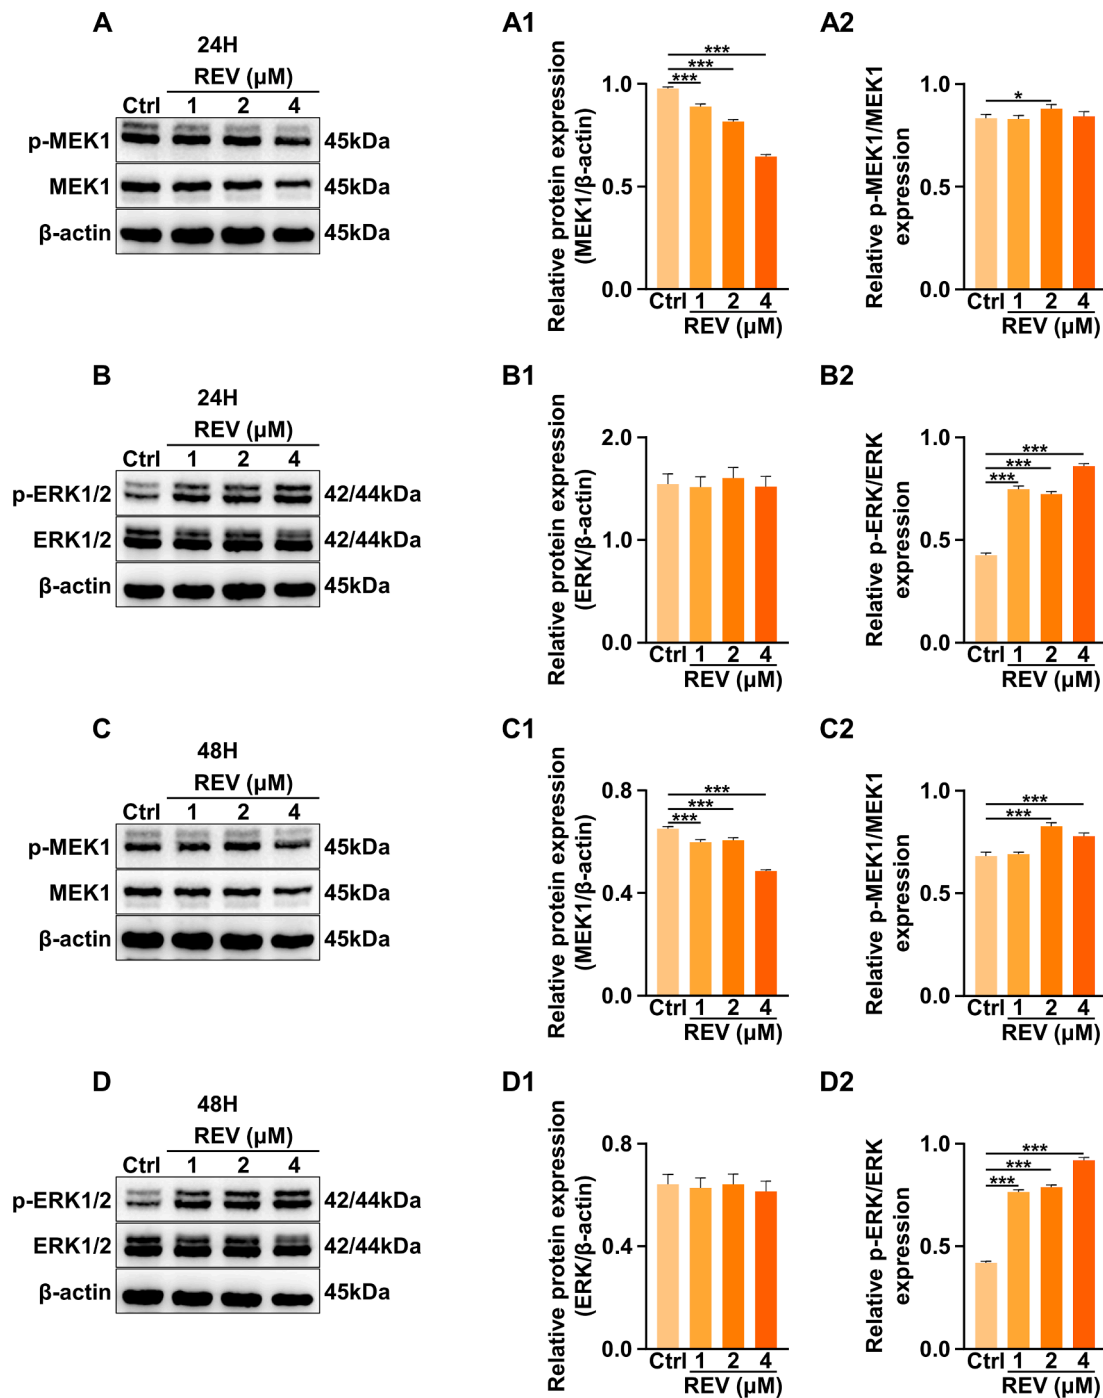 A
24H
REV (μM)
Ctrl 1 2 4
p-MEK1 45kDa
MEK1 45kDa
β-actin 45kDa
A1
Relative protein expression
(MEK1/β-actin)
1.0
0.5
0.0
***
***
***
Ctrl 1 2 4
REV (μM)
A2
Relative p-MEK1/MEK1
expression
1.0
0.5
0.0
*
Ctrl 1 2 4
REV (μM)
B
24H
REV (μM)
Ctrl 1 2 4
p-ERK1/2 42/44kDa
ERK1/2 42/44kDa
β-actin 45kDa
B1
Relative protein expression
(ERK/β-actin)
2.0
1.0
0.0
Ctrl 1 2 4
REV (μM)
B2
Relative p-ERK/ERK
expression
1.0
0.5
0.0
***
***
***
Ctrl 1 2 4
REV (μM)
C
48H
REV (μM)
Ctrl 1 2 4
p-MEK1 45kDa
MEK1 45kDa
β-actin 45kDa
C1
Relative protein expression
(MEK1/β-actin)
0.8
0.4
0.0
***
***
***
Ctrl 1 2 4
REV (μM)
C2
Relative p-MEK1/MEK1
expression
1.0
0.5
0.0
***
***
Ctrl 1 2 4
REV (μM)
D
48H
REV (μM)
Ctrl 1 2 4
p-ERK1/2 42/44kDa
ERK1/2 42/44kDa
β-actin 45kDa
D1
Relative protein expression
(ERK/β-actin)
0.8
0.4
0.0
Ctrl 1 2 4
REV (μM)
D2
Relative p-ERK/ERK
expression
1.0
0.5
0.0
***
***
***
Ctrl 1 2 4
REV (μM)